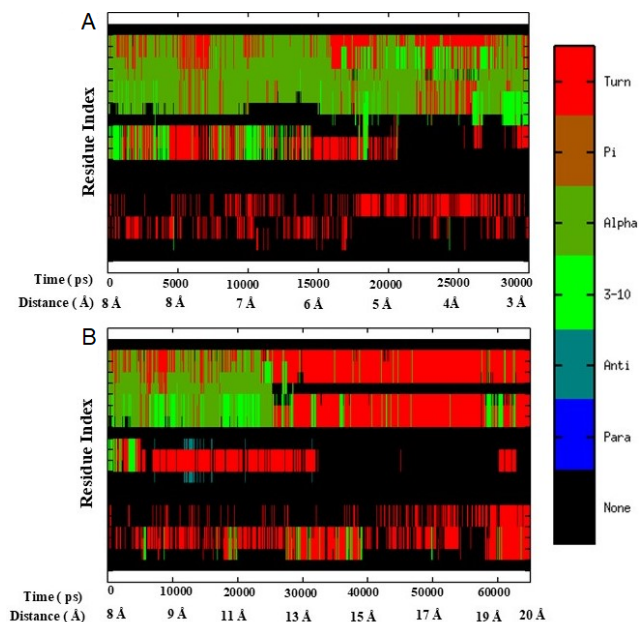 A
Residue Index
Time ( ps) 0 5000 10000 15000 20000 25000 30000
Distance ( Å) 8 Å 8 Å 7 Å 6 Å 5 Å 4Å 3 Å
B
Residue Index
Time ( ps) 0 10000 20000 30000 40000 50000 60000
Distance ( Å) 8 Å 9 Å 11 Å 13 Å 15 Å 17 Å 19 Å 20 Å
Turn
Pi
Alpha
3-10
Anti
Para
None